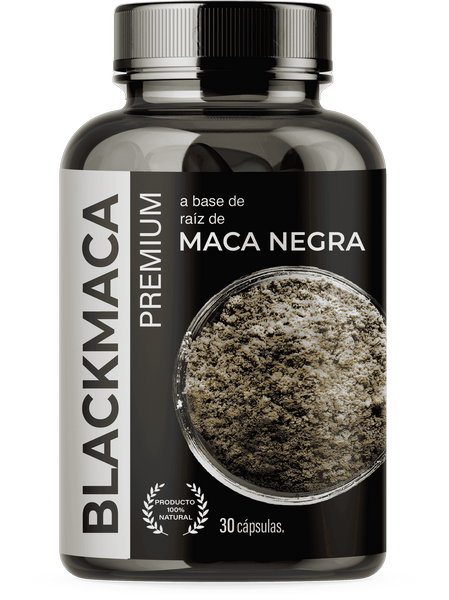 BLACKMACA
PREMIUM
a base de
raíz de
MACA NEGRA
PRODUCTO
100%
NATURAL
30 cápsulas.